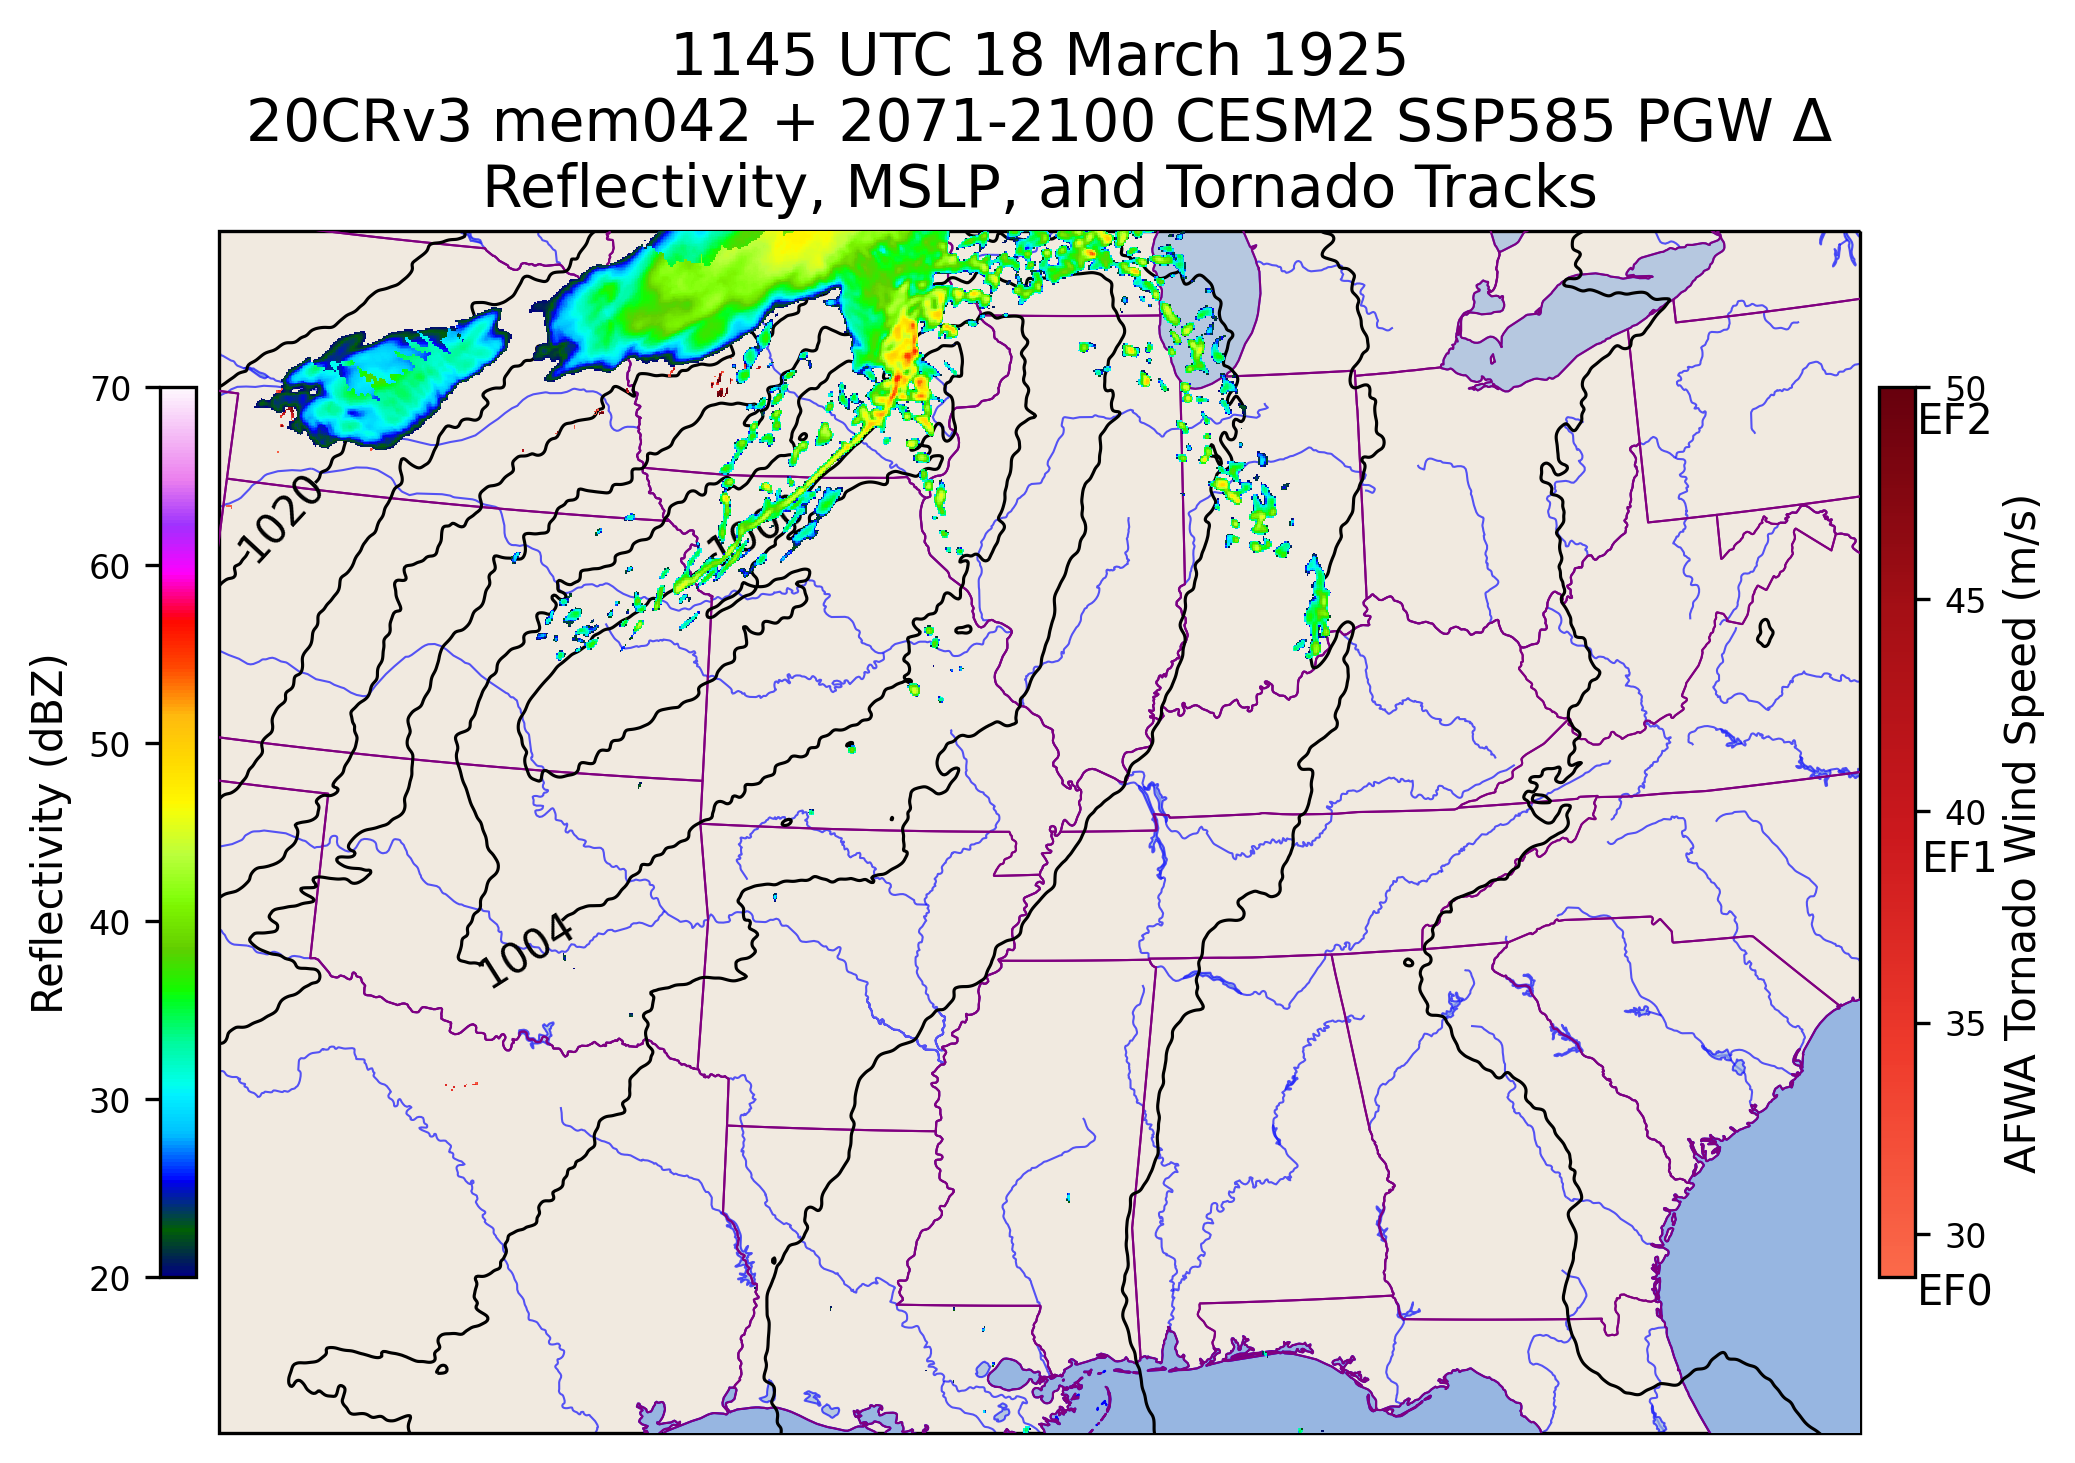 1145 UTC 18 March 1925
20CRv3 mem042 + 2071-2100 CESM2 SSP585 PGW Δ
Reflectivity, MSLP, and Tornado Tracks
Reflectivity (dBZ)
70
60
50
40
30
20
1020
1004
50
EF2
45
40
EF1
35
30
EF0
AFWA Tornado Wind Speed (m/s)